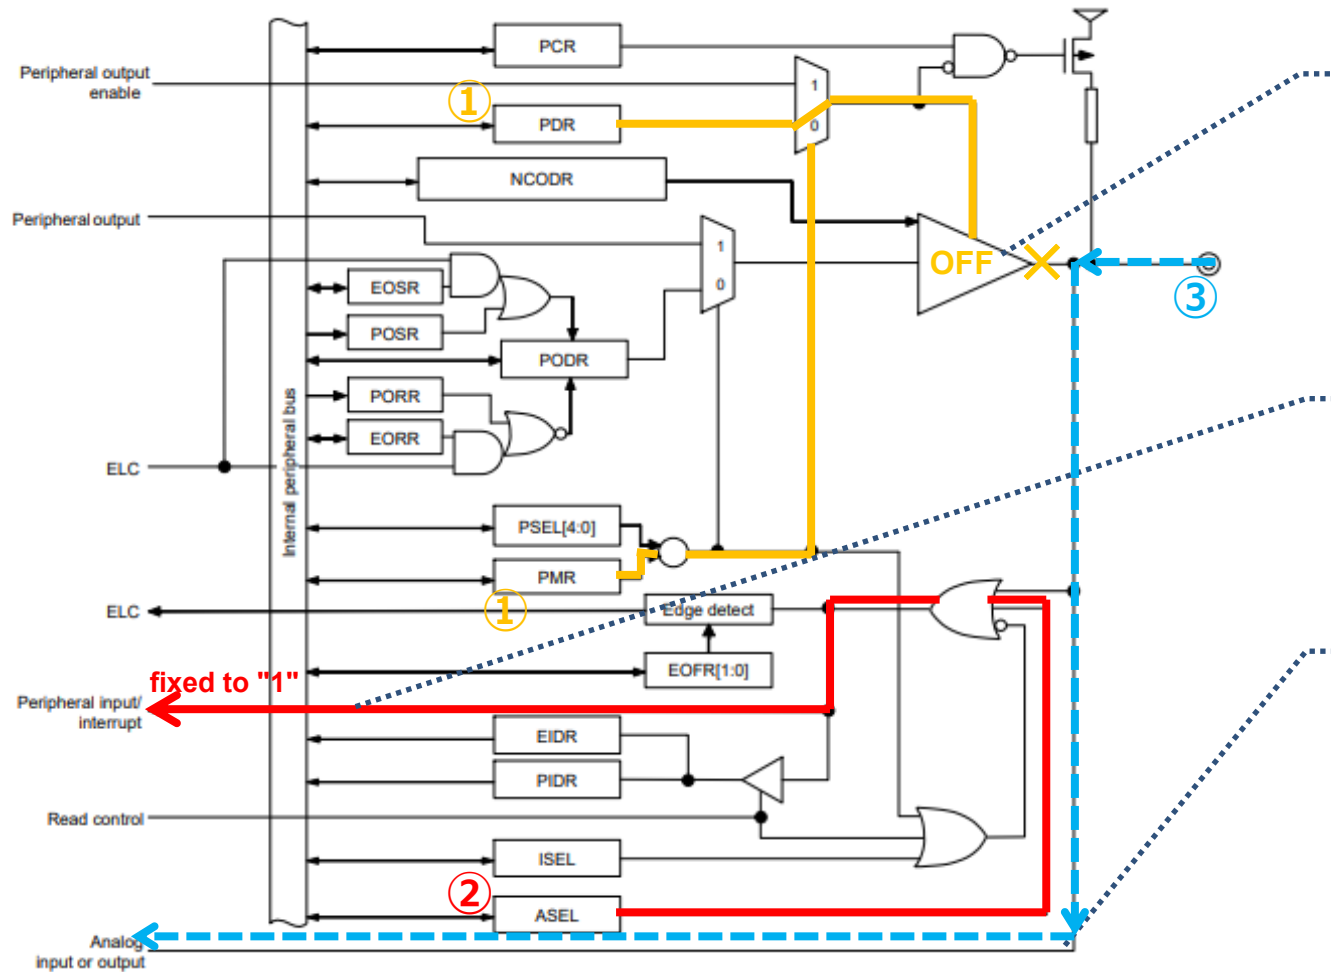 PCR
Peripheral output
enable
1
①
PDR
0
NCODR
Peripheral output
1
OFF
EOSR
0
③
POSR
PODR
PORR
Internal peripheral bus
EORR
ELC
PSEL[4:0]
PMR
ELC
①
Edge detect
EOFR[1:0]
fixed to "1"
Peripheral input/
interrupt
EIDR
PIDR
Read control
ISEL
②
ASEL
Analog
input or output